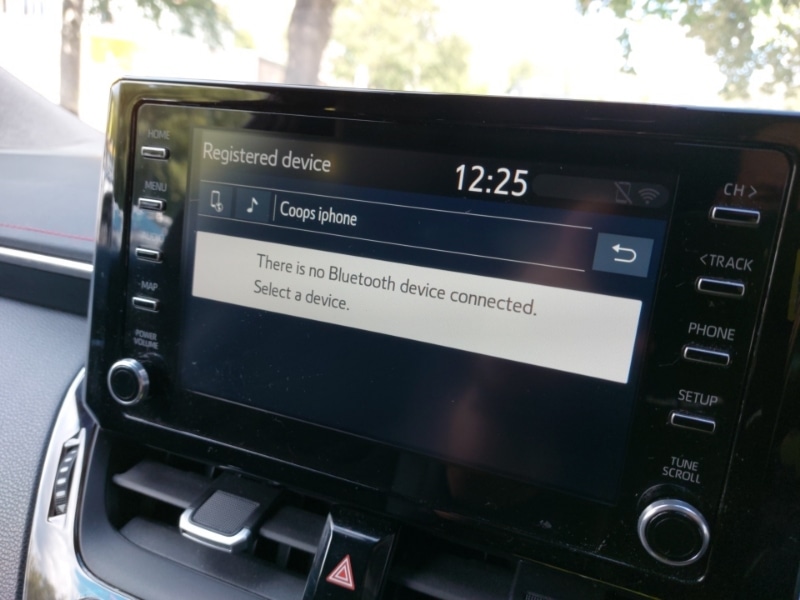 HOME
MENU
MAP
POWER
VOLUME
Registered device
12:25
Coops iphone
There is no Bluetooth device connected.
Select a device.
CH >
< TRACK
PHONE
SETUP
TUNE
SCROLL